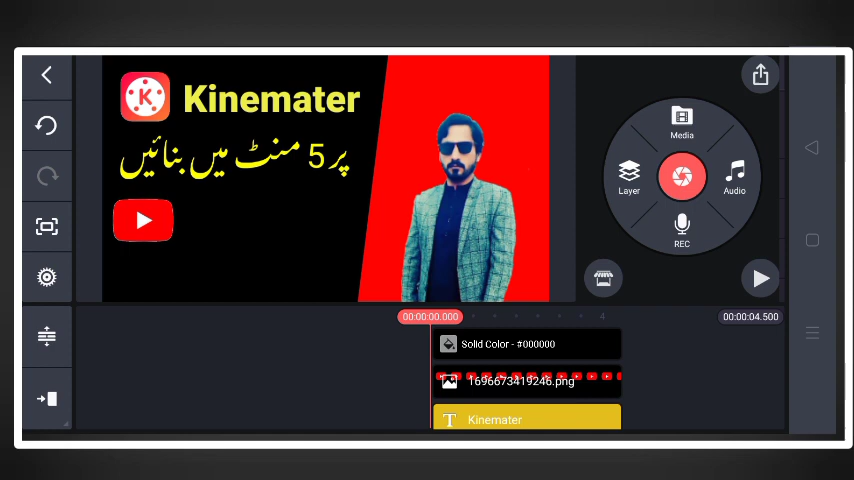 K
Kinemater
پر 5 منٹ میں بنائیں
Media
Layer
Audio
REC
00:00:00.000
4
00:00:04.500
Solid Color - #000000
1696673419246.png
T
Kinemater